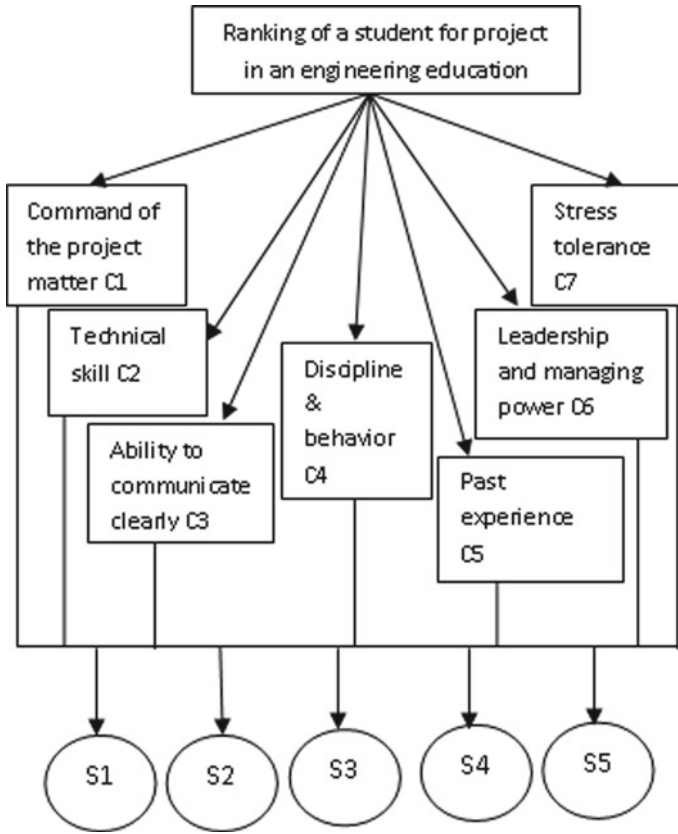 Ranking of a student for project
in an engineering education
Command of
the project
matter C1
Technical
skill C2
Ability to
communicate
clearly C3
Discipline
&
behavior
C4
Past
experience
C5
Leadership
and managing
power C6
Stress
tolerance
C7
S1
S2
S3
S4
S5